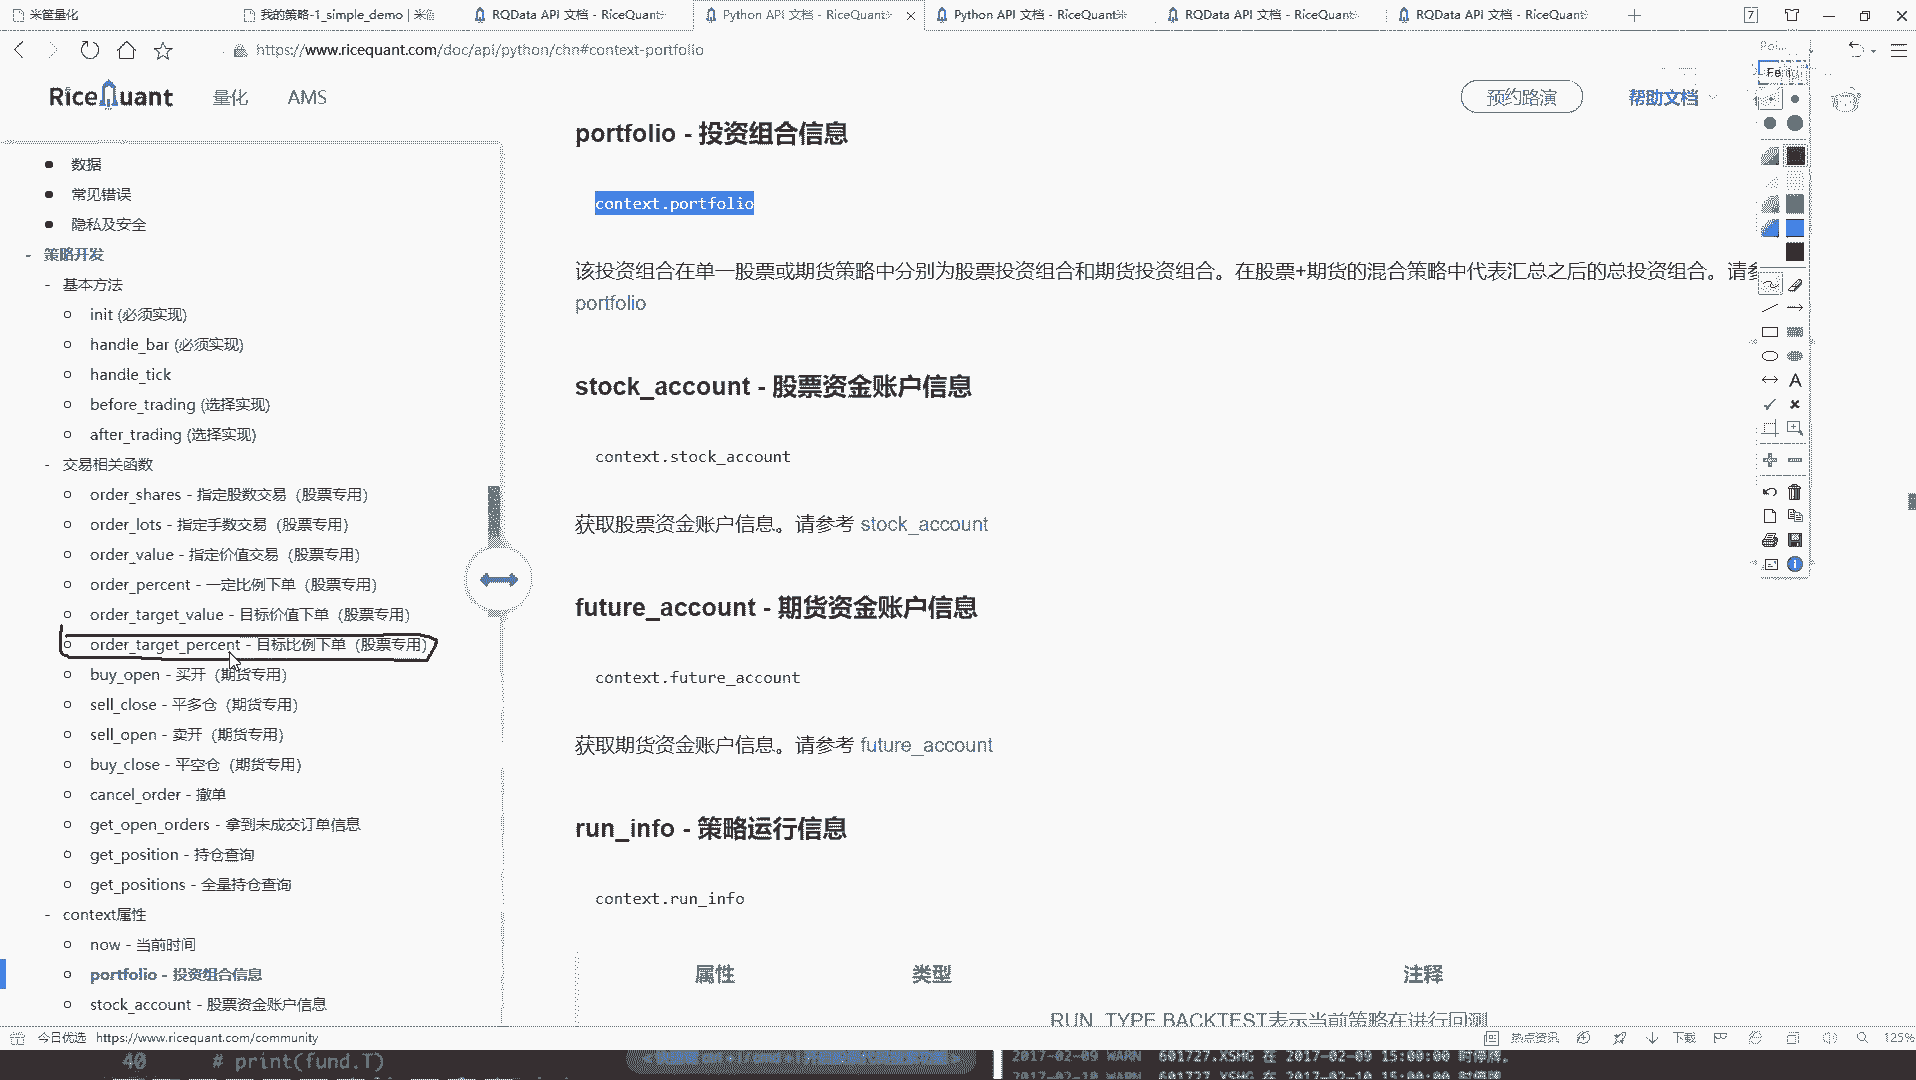 米筐量化
我的策略-1_simple_demo | 米筐
RQData API 文档 - RiceQuant
Python API 文档 - RiceQuant
Python API 文档 - RiceQuant
RQData API 文档 - RiceQuant
RQData API 文档 - RiceQuant
7
https://www.ricequant.com/doc/api/python/chn#context-portfolio
RiceQuant
量化
AMS
预约路演
帮助文档
数据
常见错误
隐私及安全
- 策略开发
- 基本方法
init (必须实现)
handle_bar (必须实现)
handle_tick
before_trading (选择实现)
after_trading (选择实现)
- 交易相关函数
order_shares - 指定股数交易（股票专用）
order_lots - 指定手数交易（股票专用）
order_value - 指定价值交易（股票专用）
order_percent - 一定比例下单（股票专用）
order_target_value - 目标价值下单（股票专用）
order_target_percent - 目标比例下单（股票专用）
buy_open - 买开（期货专用）
sell_close - 平多仓（期货专用）
sell_open - 卖开（期货专用）
buy_close - 平空仓（期货专用）
cancel_order - 撤单
get_open_orders - 拿到未成交订单信息
get_position - 持仓查询
get_positions - 全量持仓查询
- context属性
now - 当前时间
portfolio - 投资组合信息
stock_account - 股票资金账户信息
portfolio - 投资组合信息
context.portfolio
该投资组合在单一股票或期货策略中分别为股票投资组合和期货投资组合。在股票+期货的混合策略中代表汇总之后的总投资组合。请参
portfolio
stock_account - 股票资金账户信息
context.stock_account
获取股票资金账户信息。请参考 stock_account
future_account - 期货资金账户信息
context.future_account
获取期货资金账户信息。请参考 future_account
run_info - 策略运行信息
context.run_info
属性
类型
注释
RUN_TYPE.BACKTEST表示当前策略在进行回测
今日优选
https://www.ricequant.com/community
热点资讯
下载
125%
40 # print(fund.T)
2017-02-09 WARN 601727.XSHG 在 2017-02-09 15:00:00 时停牌。
2017-02-10 WARN 601727.XSHG 在 2017-02-10 15:00:00 时停牌。